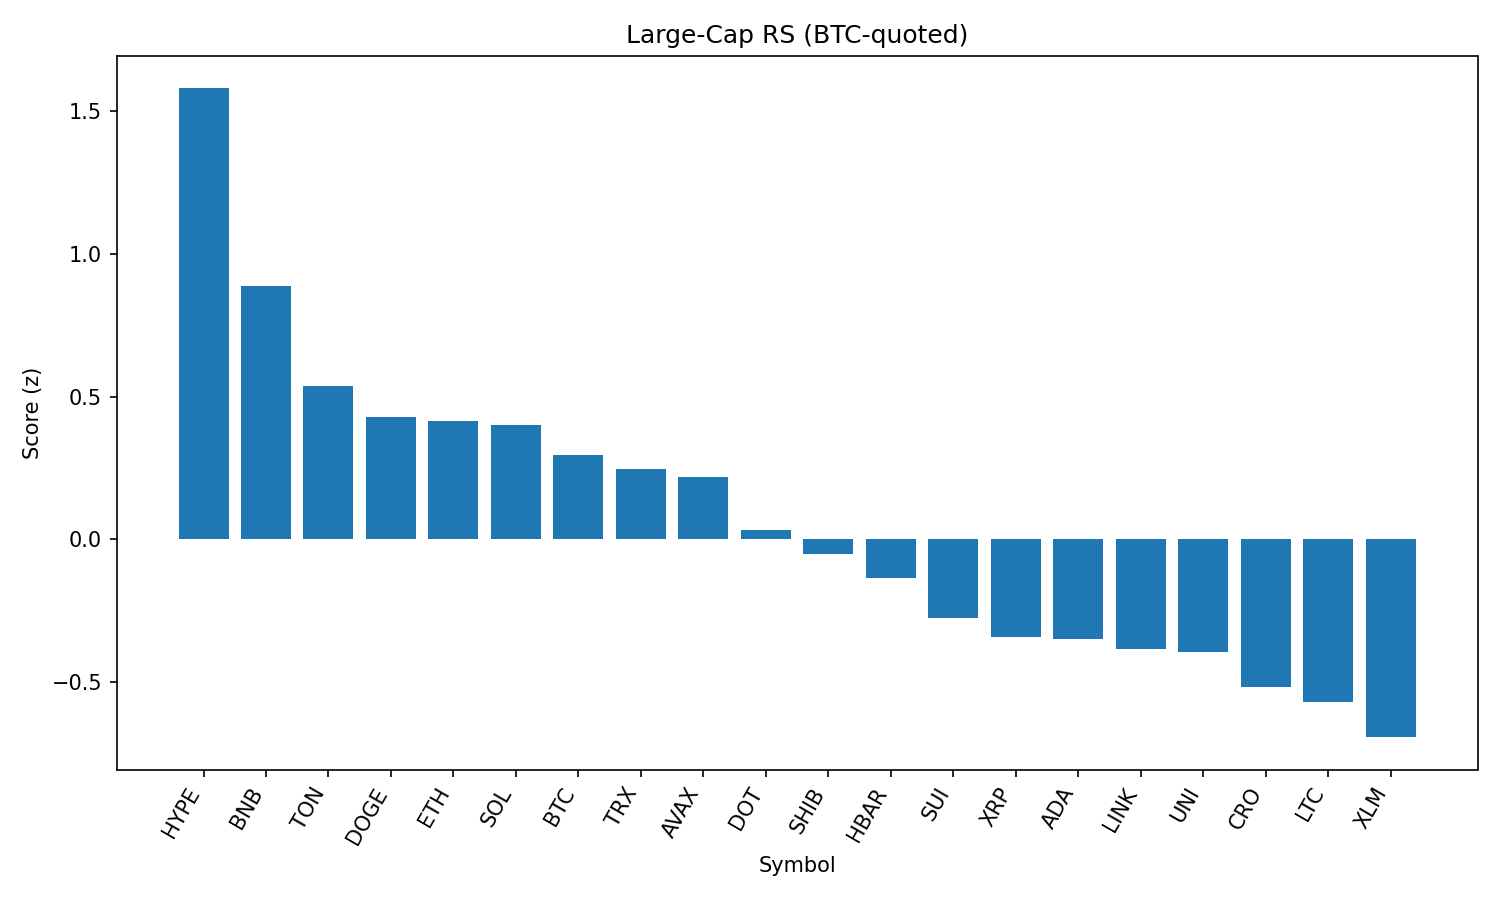 Large-Cap RS (BTC-quoted)
Score (z)
1.5
1.0
0.5
0.0
−0.5
HYPE
BNB
TON
DOGE
ETH
SOL
BTC
TRX
AVAX
DOT
SHIB
HBAR
SUI
XRP
ADA
LINK
UNI
CRO
LTC
XLM
Symbol